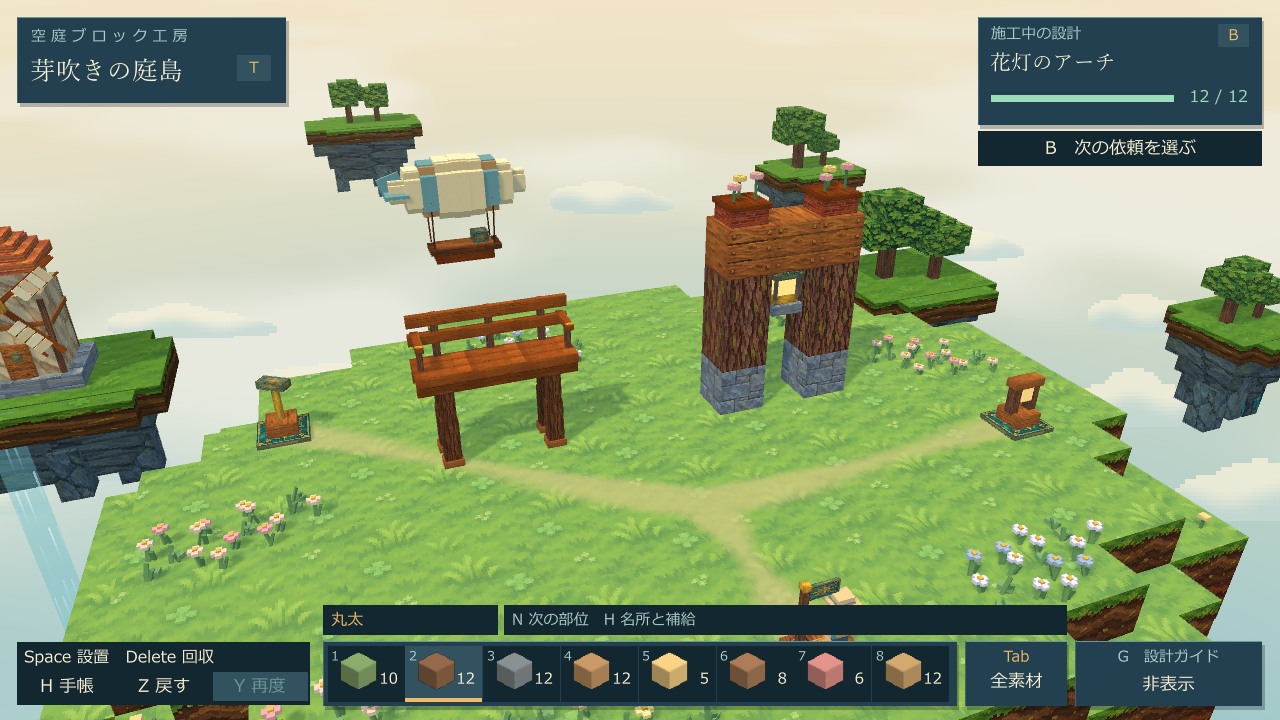 空庭ブロック工房
芽吹きの庭島
T
施工中の設計
B
花灯のアーチ
12 / 12
B 次の依頼を選ぶ
丸太
N 次の部位 H 名所と補給
Space 設置 Delete 回収
H 手帳 Z 戻す Y 再度
1 10
2 12
3 12
4 12
5 5
6 8
7 6
8 12
Tab
全素材
G 設計ガイド
非表示